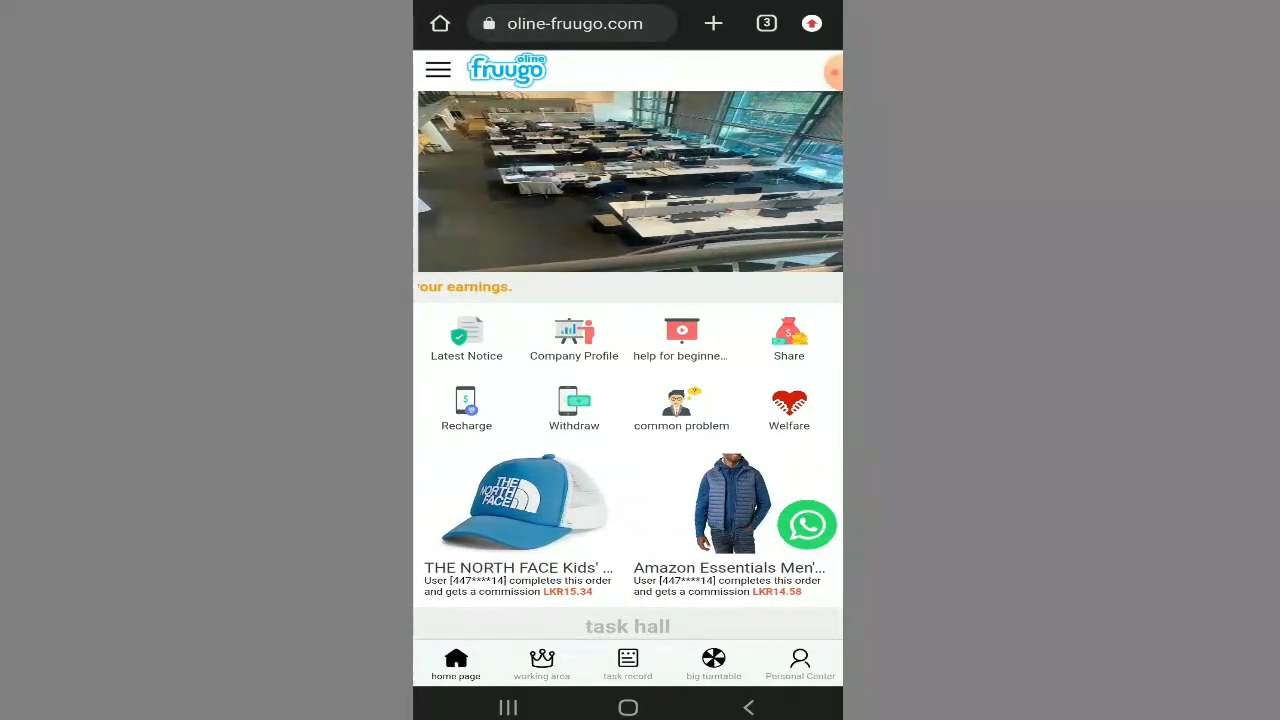 oline-fruugo.com
3
oline
fruugo
our earnings.
Latest Notice
Company Profile
help for beginne...
Share
Recharge
Withdraw
common problem
Welfare
THE
NORTH
FACE
THE NORTH FACE Kids' ...
User [447****14] completes this order
and gets a commission LKR15.34
Amazon Essentials Men'...
User [447****14] completes this order
and gets a commission LKR14.58
task hall
home page
working area
task record
big turntable
Personal Center